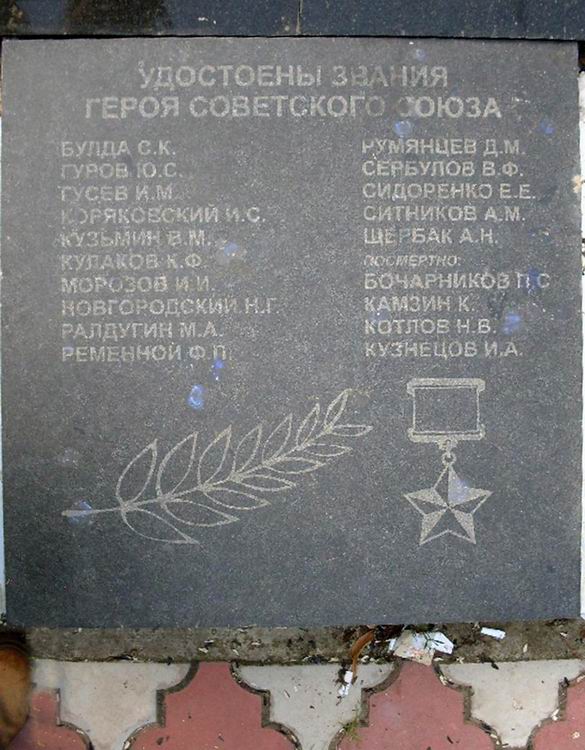 УДОСТОЕНЫ ЗВАНИЯ
ГЕРОЯ СОВЕТСКОГО СОЮЗА
БУЛДА С.К.
ГУРОВ Ю.С.
ГУСЕВ И.М.
КОРЯКОВСКИЙ И.С.
КУЗЬМИН В.М.
КУЛАКОВ К.Ф.
МОРОЗОВ И.И.
НОВГОРОДСКИЙ Н.Г.
РАЛДУГИН М.А.
РЕМЕННОЙ Ф.П.
РУМЯНЦЕВ Д.М.
СЕРБУЛОВ В.Ф.
СИДОРЕНКО Е.Е.
СИТНИКОВ А.М.
ЩЕРБАК А.Н.
ПОСМЕРТНО:
БОЧАРНИКОВ П.С
КАМЗИН К.
КОТЛОВ Н.В.
КУЗНЕЦОВ И.А.